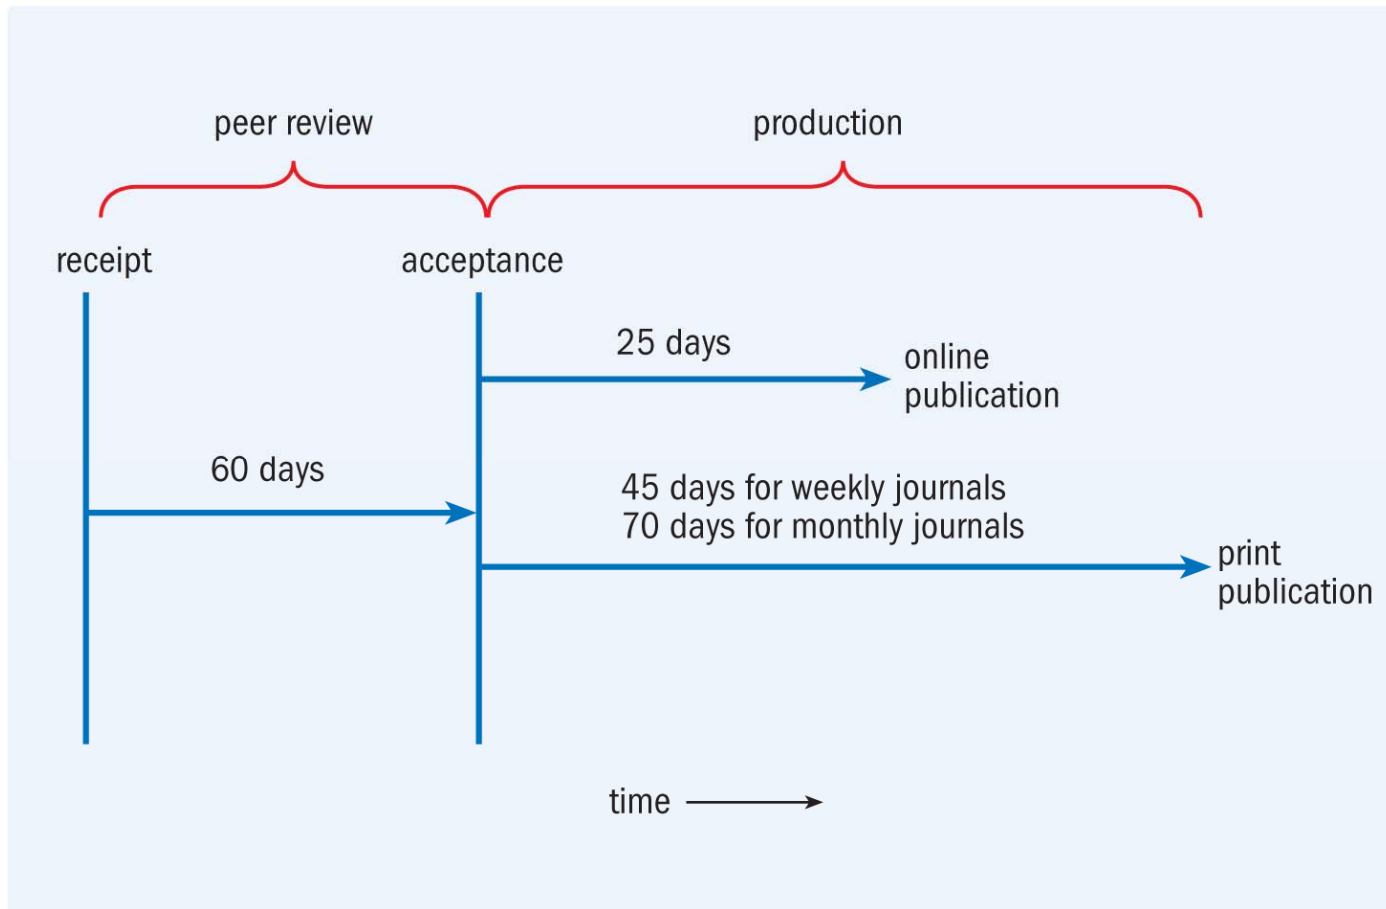 peer review
production
receipt
acceptance
25 days
online
publication
60 days
45 days for weekly journals
70 days for monthly journals
print
publication
time